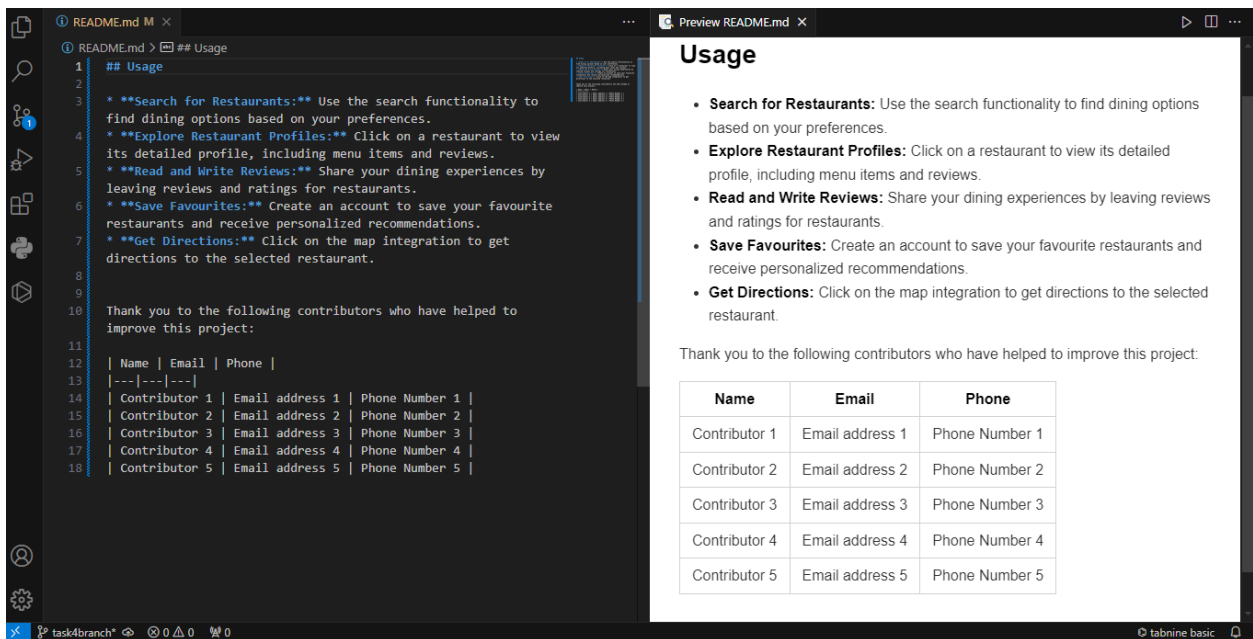 README.md M
Preview README.md
README.md > ## Usage
1 ## Usage
2
3 * **Search for Restaurants:** Use the search functionality to
find dining options based on your preferences.
4 * **Explore Restaurant Profiles:** Click on a restaurant to view
its detailed profile, including menu items and reviews.
5 * **Read and Write Reviews:** Share your dining experiences by
leaving reviews and ratings for restaurants.
6 * **Save Favourites:** Create an account to save your favourite
restaurants and receive personalized recommendations.
7 * **Get Directions:** Click on the map integration to get
directions to the selected restaurant.
8
9
10 Thank you to the following contributors who have helped to
improve this project:
11
12 | Name | Email | Phone |
13 |---|---|---|
14 | Contributor 1 | Email address 1 | Phone Number 1 |
15 | Contributor 2 | Email address 2 | Phone Number 2 |
16 | Contributor 3 | Email address 3 | Phone Number 3 |
17 | Contributor 4 | Email address 4 | Phone Number 4 |
18 | Contributor 5 | Email address 5 | Phone Number 5 |
1
Usage
• Search for Restaurants: Use the search functionality to find dining options
based on your preferences.
• Explore Restaurant Profiles: Click on a restaurant to view its detailed
profile, including menu items and reviews.
• Read and Write Reviews: Share your dining experiences by leaving reviews
and ratings for restaurants.
• Save Favourites: Create an account to save your favourite restaurants and
receive personalized recommendations.
• Get Directions: Click on the map integration to get directions to the selected
restaurant.
Thank you to the following contributors who have helped to improve this project:
Name Email Phone
Contributor 1 Email address 1 Phone Number 1
Contributor 2 Email address 2 Phone Number 2
Contributor 3 Email address 3 Phone Number 3
Contributor 4 Email address 4 Phone Number 4
Contributor 5 Email address 5 Phone Number 5
task4branch* 0 0 0 tabnine basic